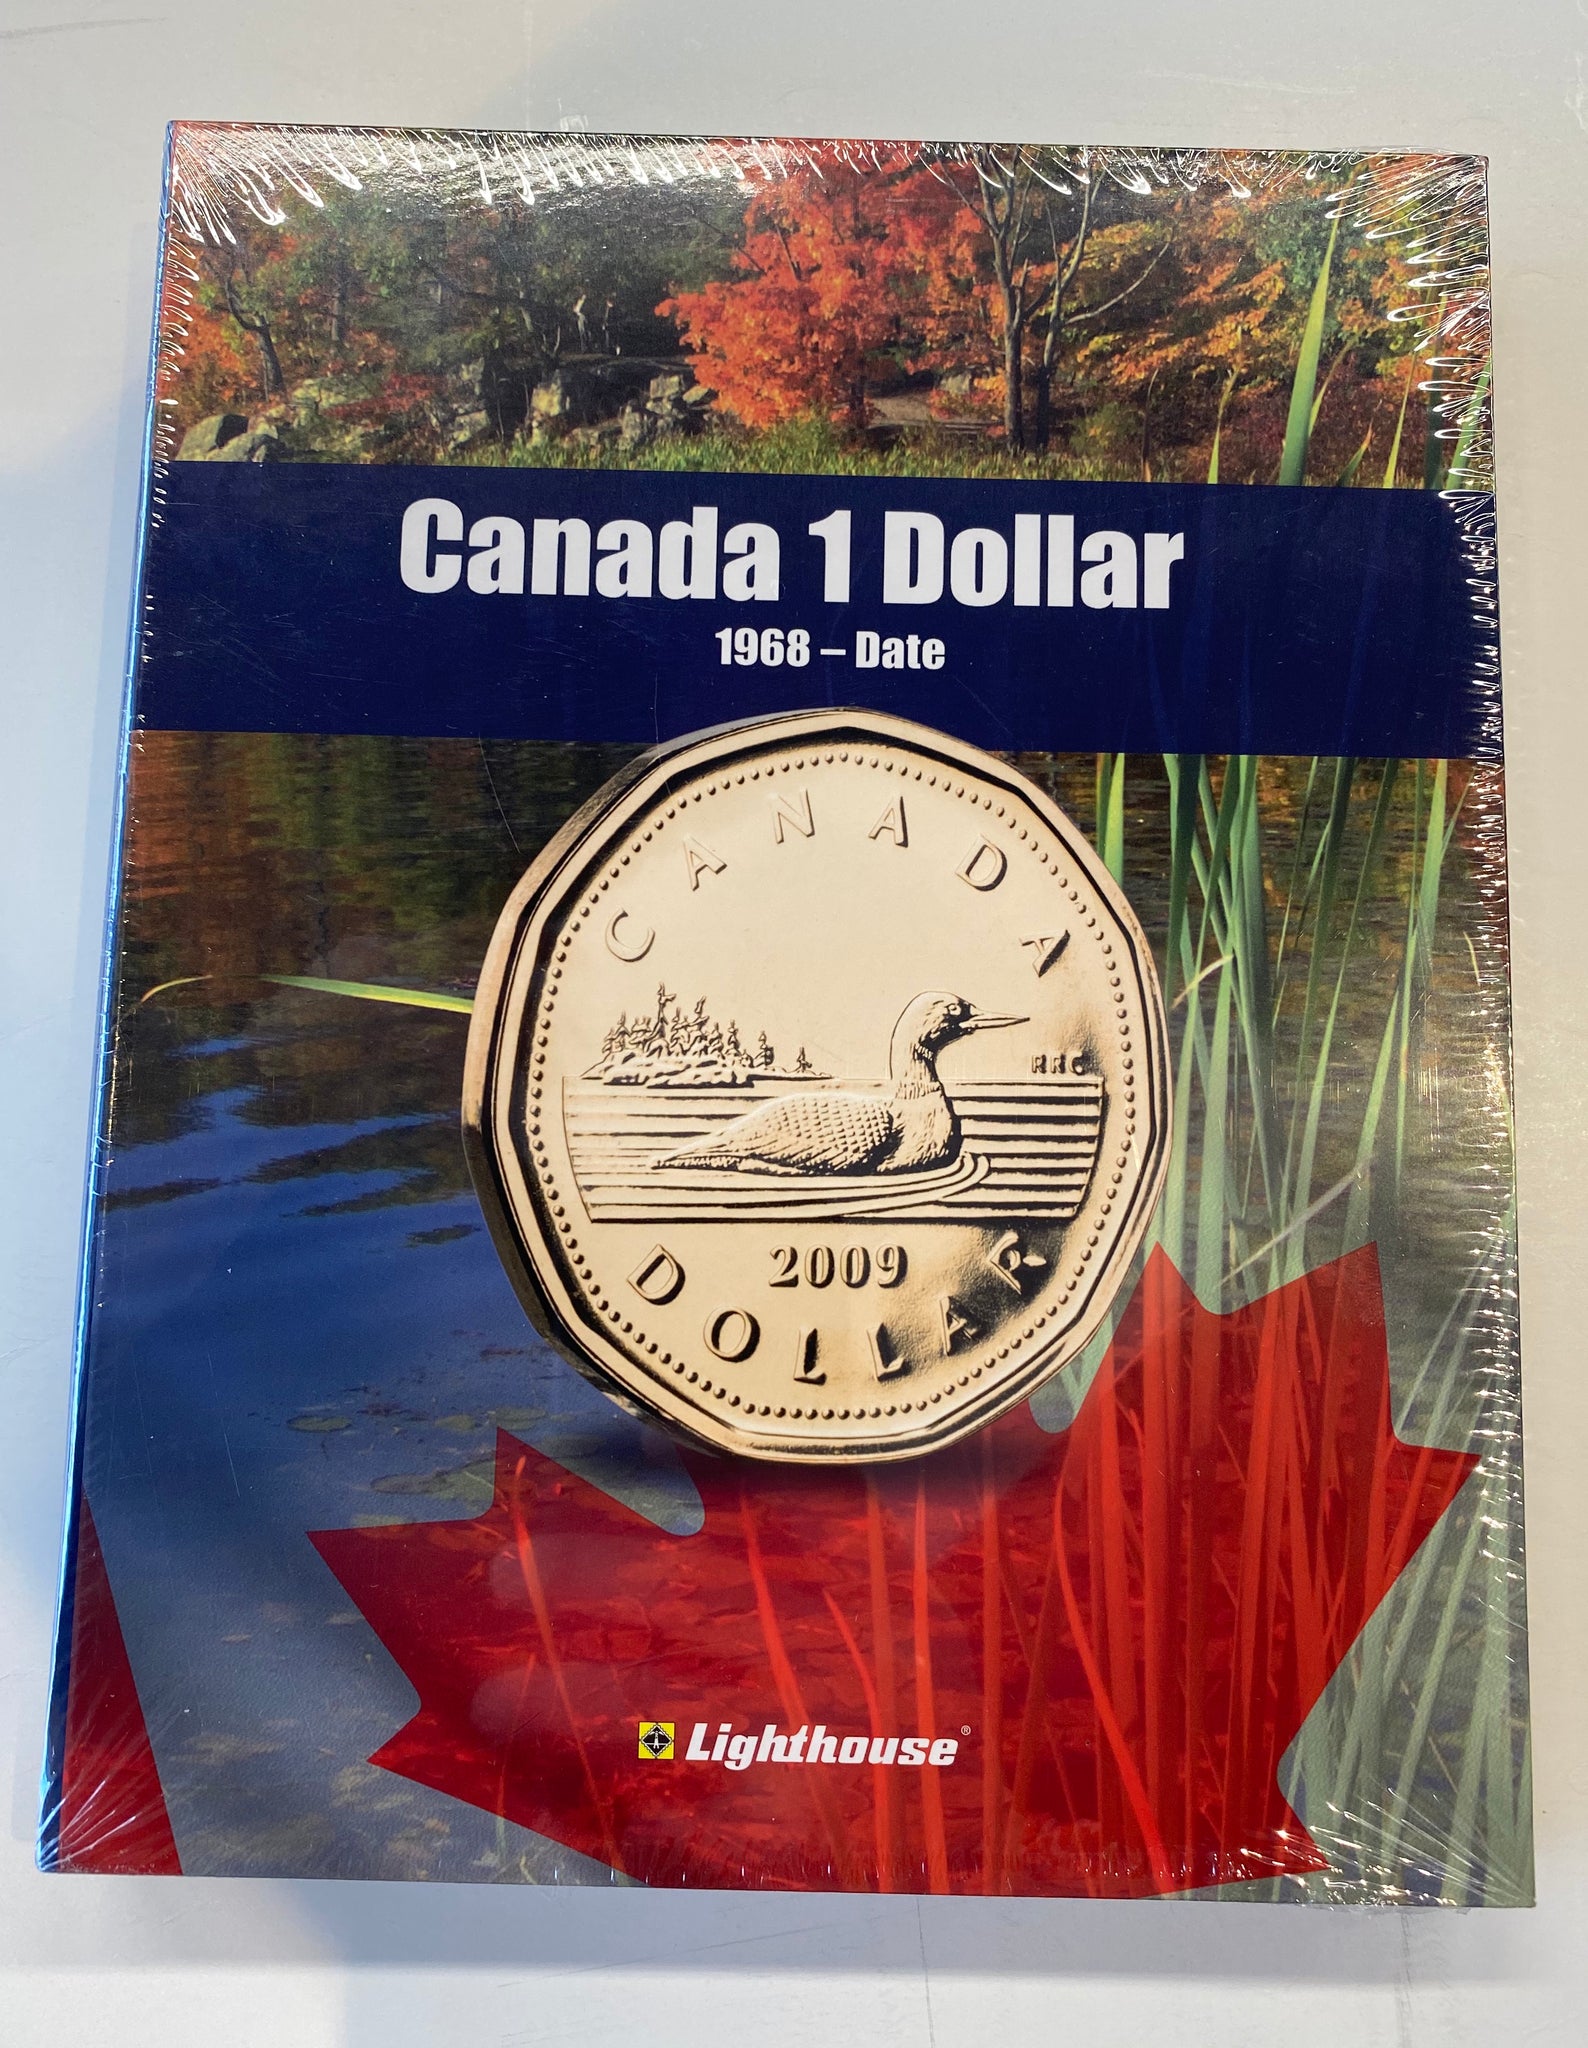 Canada 1 Dollar
1968 – Date
CANADA
RRC
2009
DOLLAR
Lighthouse®